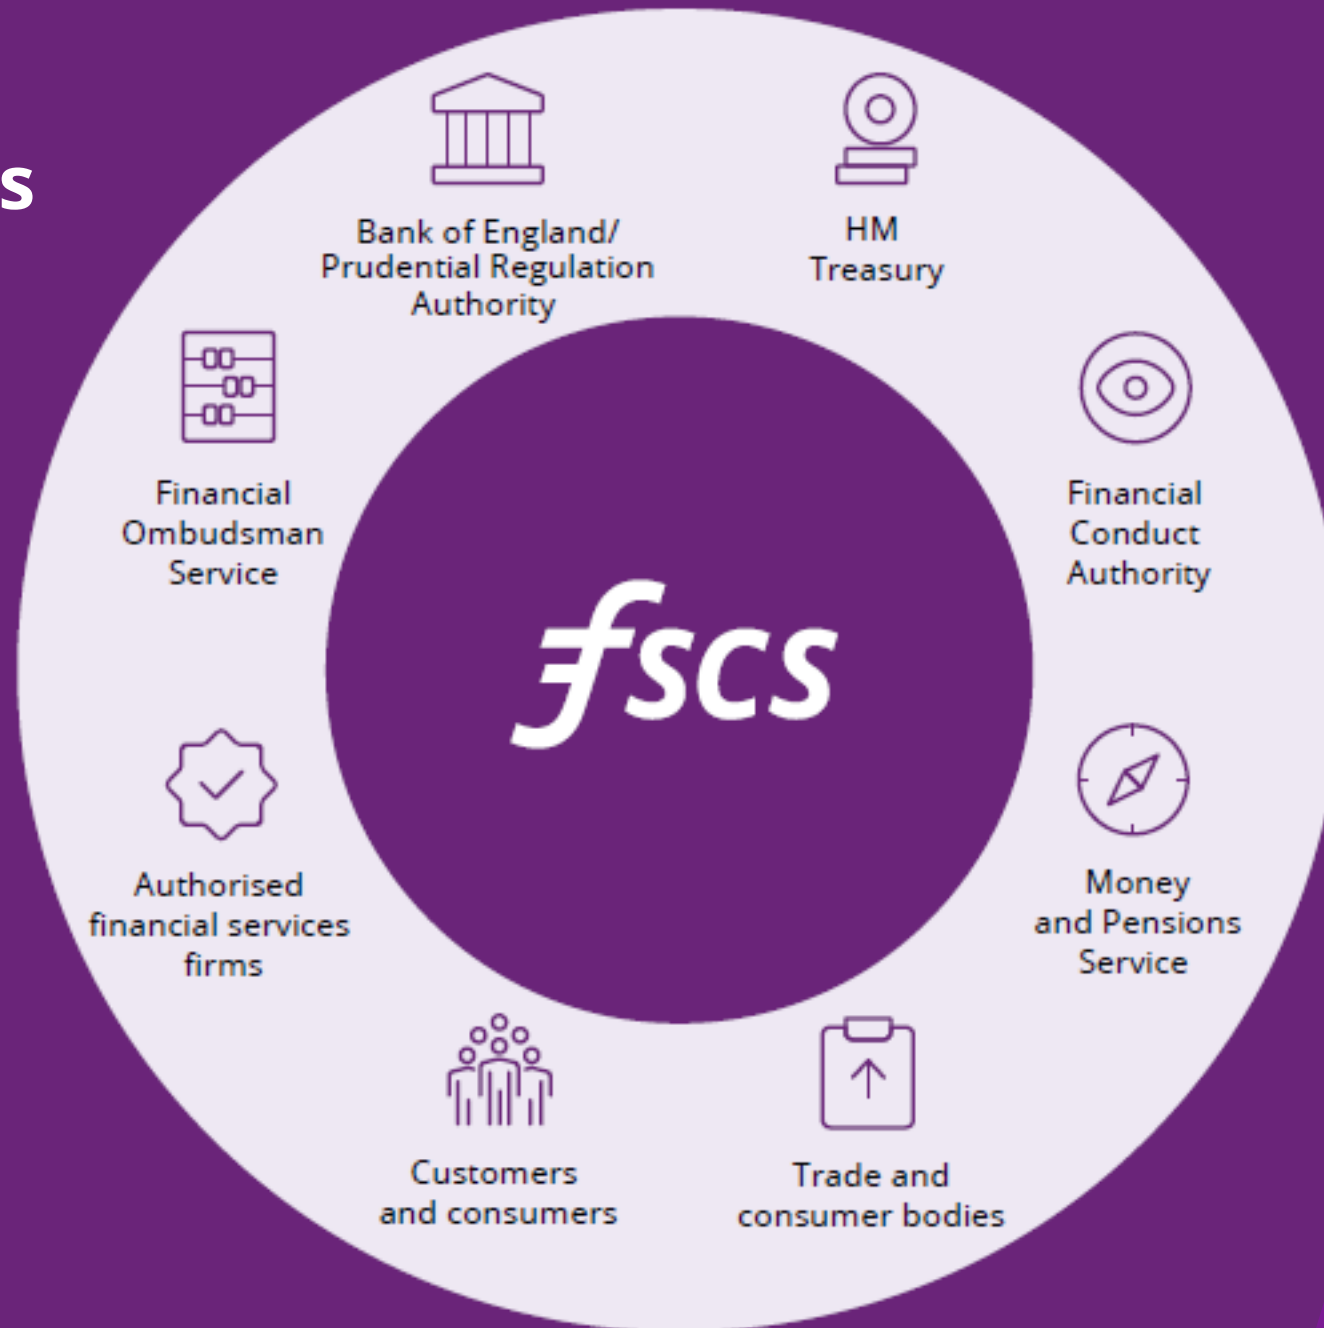 s
Bank of England/
Prudential Regulation
Authority
HM
Treasury
Financial
Ombudsman
Service
Financial
Conduct
Authority
fscs
Authorised
financial services
firms
Money
and Pensions
Service
Customers
and consumers
Trade and
consumer bodies